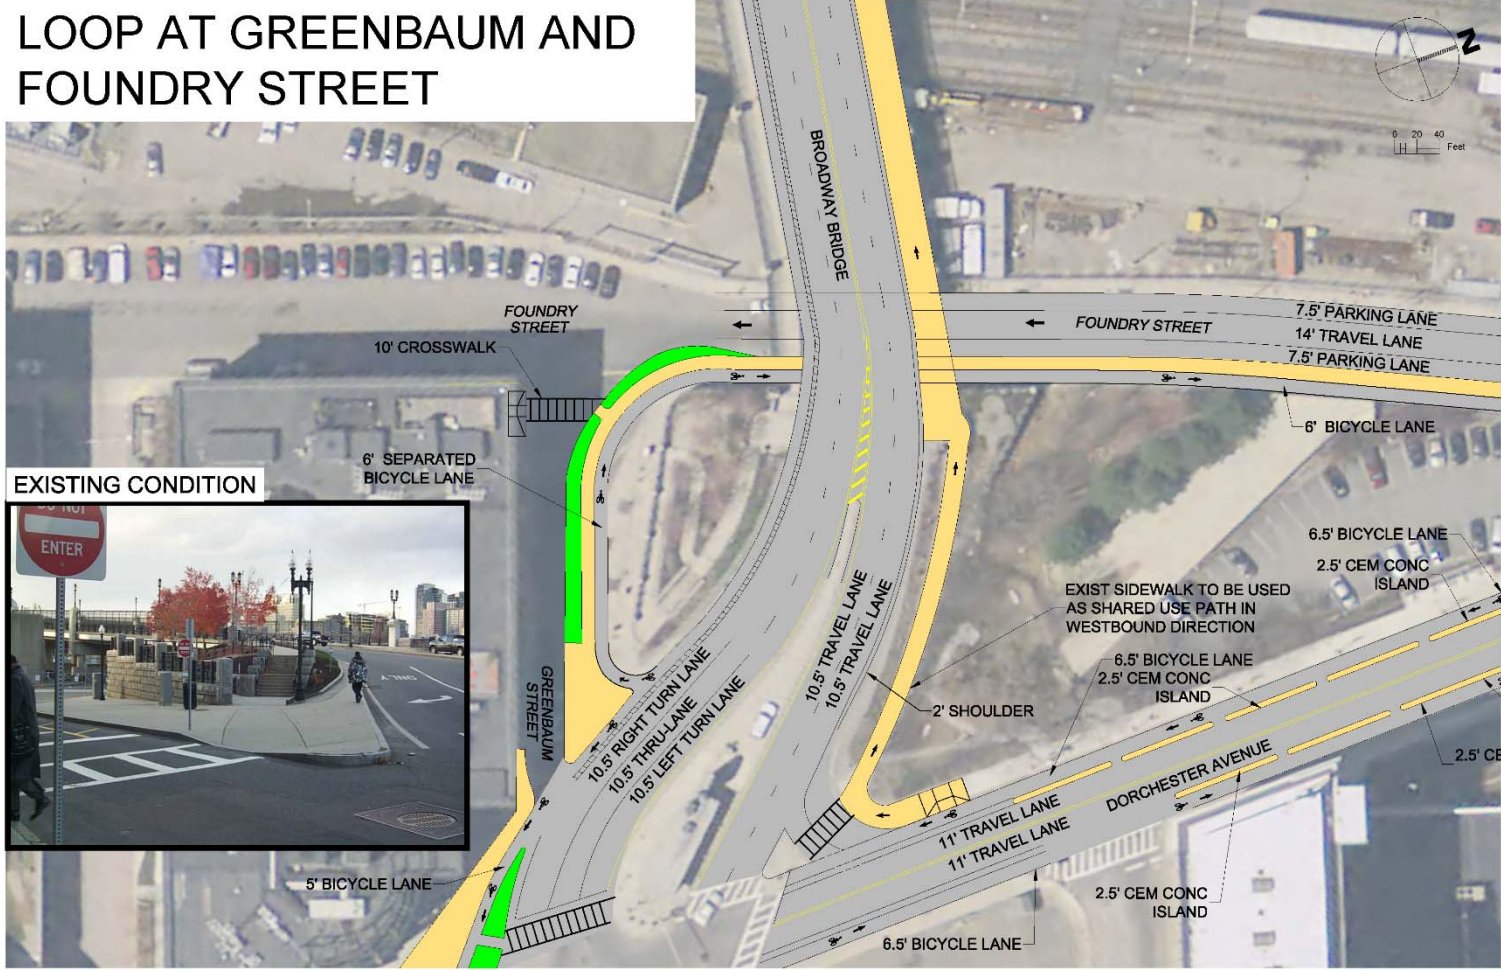 LOOP AT GREENBAUM AND
FOUNDRY STREET
N
0 20 40
Feet
BROADWAY BRIDGE
FOUNDRY
STREET
10' CROSSWALK
FOUNDRY STREET
7.5' PARKING LANE
14' TRAVEL LANE
7.5' PARKING LANE
6' BICYCLE LANE
6' SEPARATED
BICYCLE LANE
EXISTING CONDITION
ENTER
6.5' BICYCLE LANE
2.5' CEM CONC
ISLAND
EXIST SIDEWALK TO BE USED
AS SHARED USE PATH IN
WESTBOUND DIRECTION
6.5' BICYCLE LANE
2.5' CEM CONC
ISLAND
10.5' TRAVEL LANE
10.5' TRAVEL LANE
2' SHOULDER
GREENBAUM
STREET
10.5' RIGHT TURN LANE
10.5' THRU-LANE
10.5' LEFT TURN LANE
DORCHESTER AVENUE
2.5' CE
11' TRAVEL LANE
11' TRAVEL LANE
5' BICYCLE LANE
2.5' CEM CONC
ISLAND
6.5' BICYCLE LANE